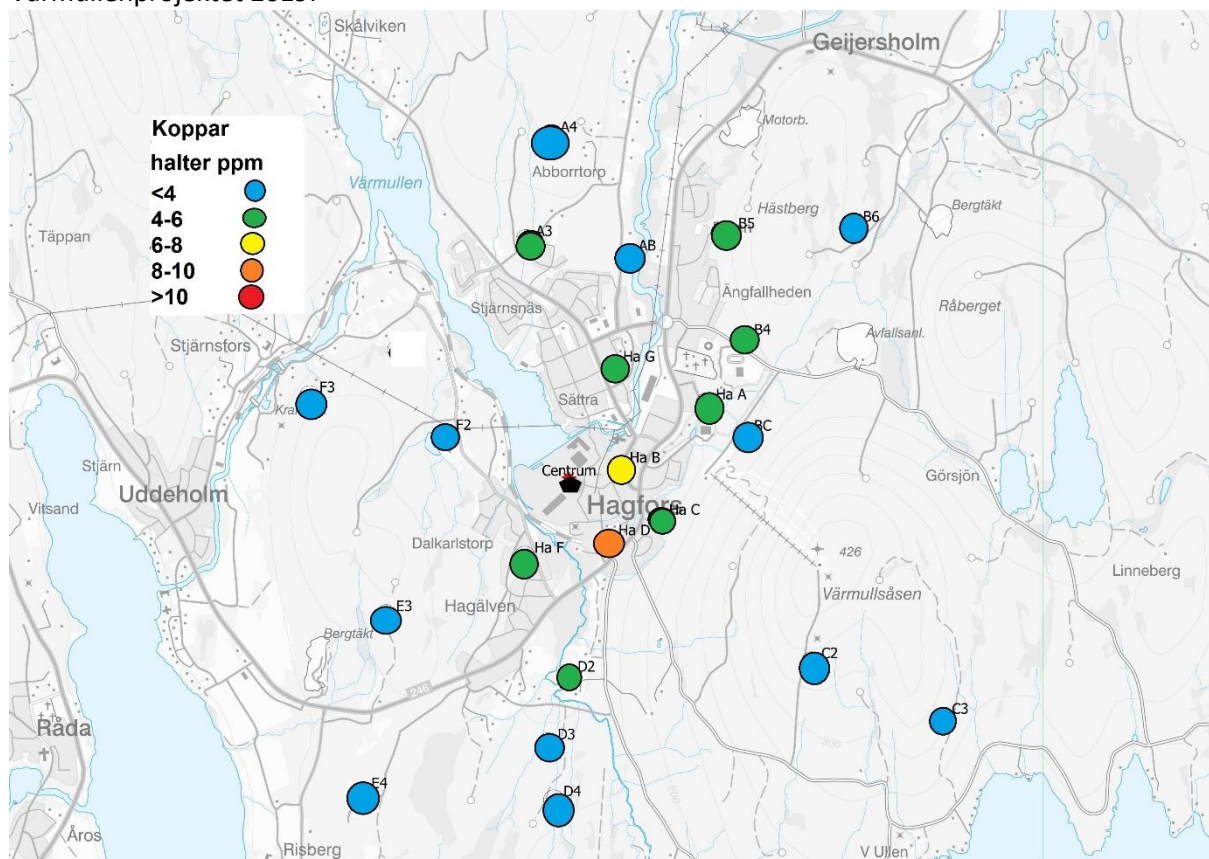 Värmullenprojektet 2019.
Skålviken
Geijersholm
Koppar
halter ppm
<4
4-6
6-8
8-10
>10
A4
Abborrtorp
Motorb.
Värmullen
Hästberg
B5
B6
Bergtäkt
Täppan
A3
AB
Ängfallheden
Stjärnsnäs
Råberget
Stjärnsfors
B4
Avfallsanl.
Ha G
F3
Sättra
Ha A
F2
BC
Stjärn
Centrum
Ha B
Görsjön
Uddeholm
Vitsand
Hagfors
Ha C
Ha D
Dalkarlstorp
Ha F
426
Linneberg
Värmullsåsen
E3
Hagälven
Bergtäkt
D2
C2
246
C3
Råda
D3
300
E4
D4
Åros
Risberg
V Ullen